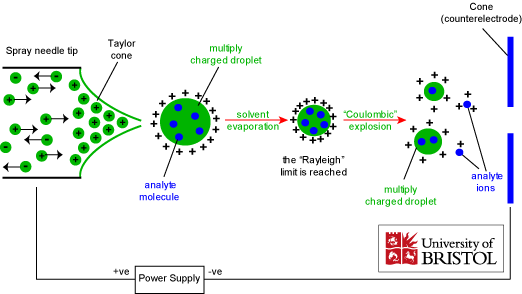 Spray needle tip
Taylor
cone
multiply
charged droplet
Cone
(counterelectrode)
solvent
evaporation
"Coulombic"
explosion
the "Rayleigh"
limit is reached
analyte
molecule
multiply
charged droplet
analyte
ions
+ve
Power Supply
-ve
University of
BRISTOL